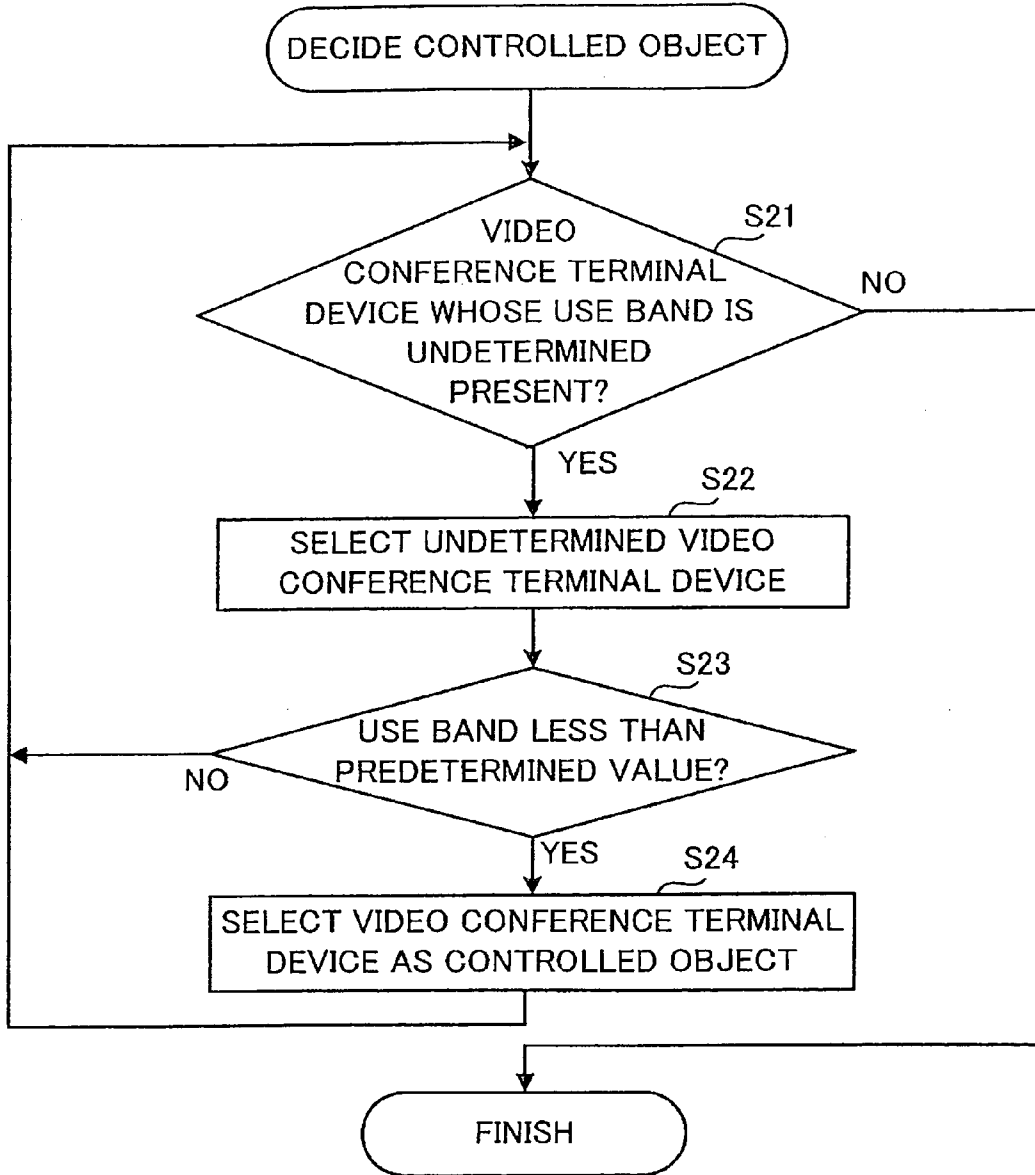 DECIDE CONTROLLED OBJECT
S21
VIDEO
CONFERENCE TERMINAL
DEVICE WHOSE USE BAND IS
UNDETERMINED
PRESENT?
NO
YES
S22
SELECT UNDETERMINED VIDEO
CONFERENCE TERMINAL DEVICE
S23
USE BAND LESS THAN
PREDETERMINED VALUE?
NO
YES
S24
SELECT VIDEO CONFERENCE TERMINAL
DEVICE AS CONTROLLED OBJECT
FINISH